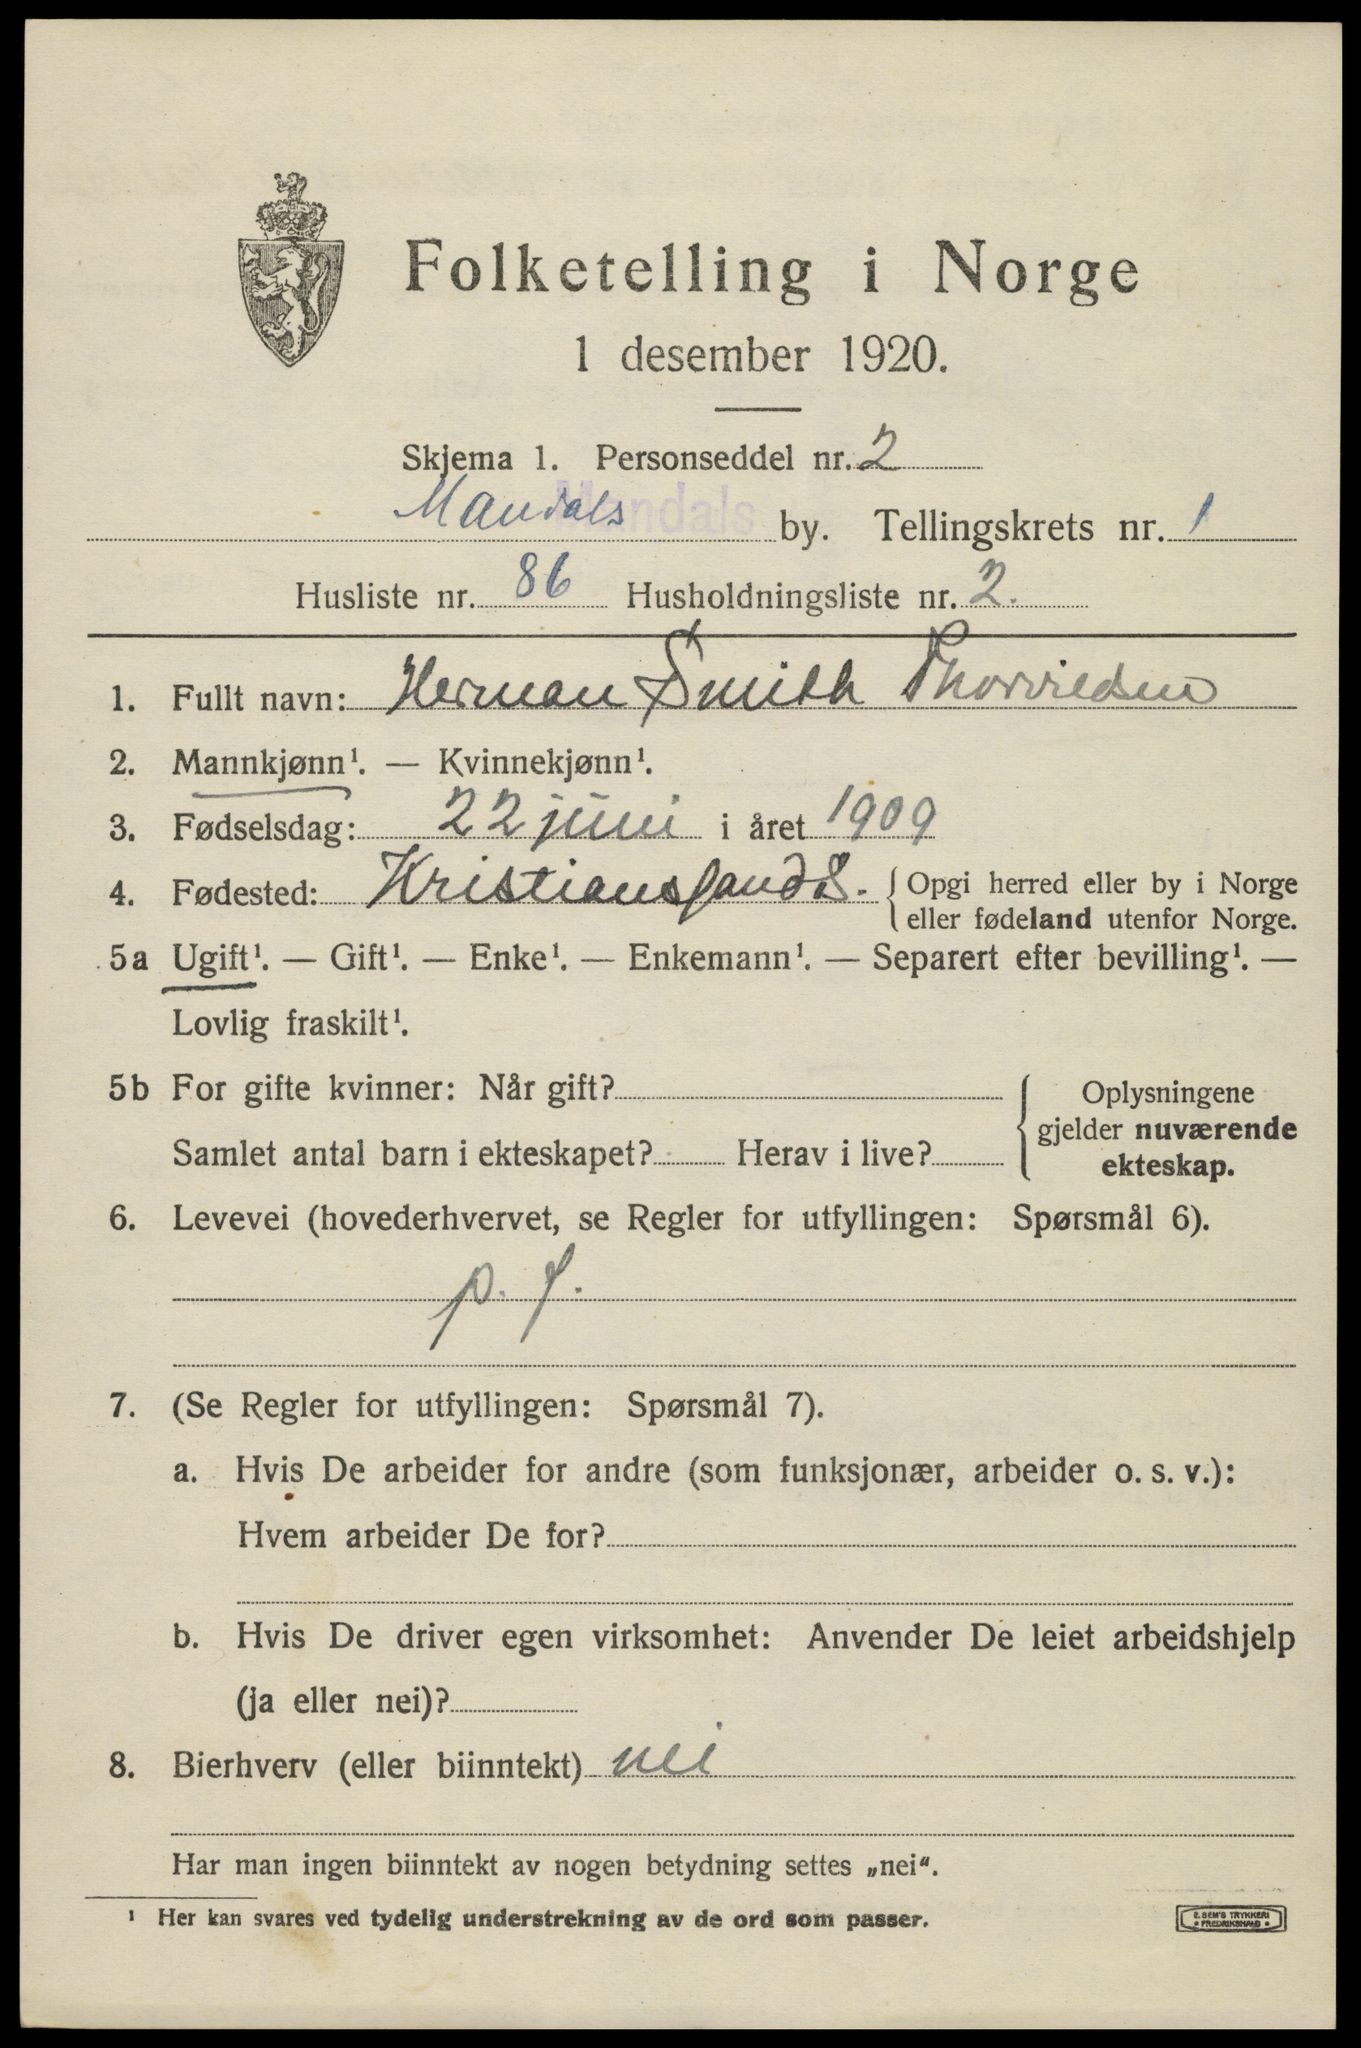 Folketelling i Norge
1 desember 1920.
Skjema 1. Personseddel nr. 2
Mandals Mandals by. Tellingskrets nr. 1
Husliste nr. 86 Husholdningsliste nr. 2.
1. Fullt navn: Herman Smith Thorvildsen
2. Mannkjønn¹. — Kvinnekjønn¹.
3. Fødselsdag: 22 juni i året 1909
4. Fødested: Kristianssand S. { Opgi herred eller by i Norge
eller fødeland utenfor Norge.
5a Ugift¹. — Gift¹. — Enke¹. — Enkemann¹. — Separert efter bevilling¹. —
Lovlig fraskilt¹.
5b For gifte kvinner: Når gift?
Samlet antal barn i ekteskapet? Herav i live?
Oplysningene
gjelder nuværende
ekteskap.
6. Levevei (hovederhvervet, se Regler for utfyllingen: Spørsmål 6).
p. f.
7. (Se Regler for utfyllingen: Spørsmål 7).
a. Hvis De arbeider for andre (som funksjonær, arbeider o. s. v.):
Hvem arbeider De for?
b. Hvis De driver egen virksomhet: Anvender De leiet arbeidshjelp
(ja eller nei)?
8. Bierhverv (eller biinntekt) nei
Har man ingen biinntekt av nogen betydning settes „nei“.
¹ Her kan svares ved tydelig understrekning av de ord som passer.
E. SEM'S TRYKKERI
• FREDRIKSHALD •